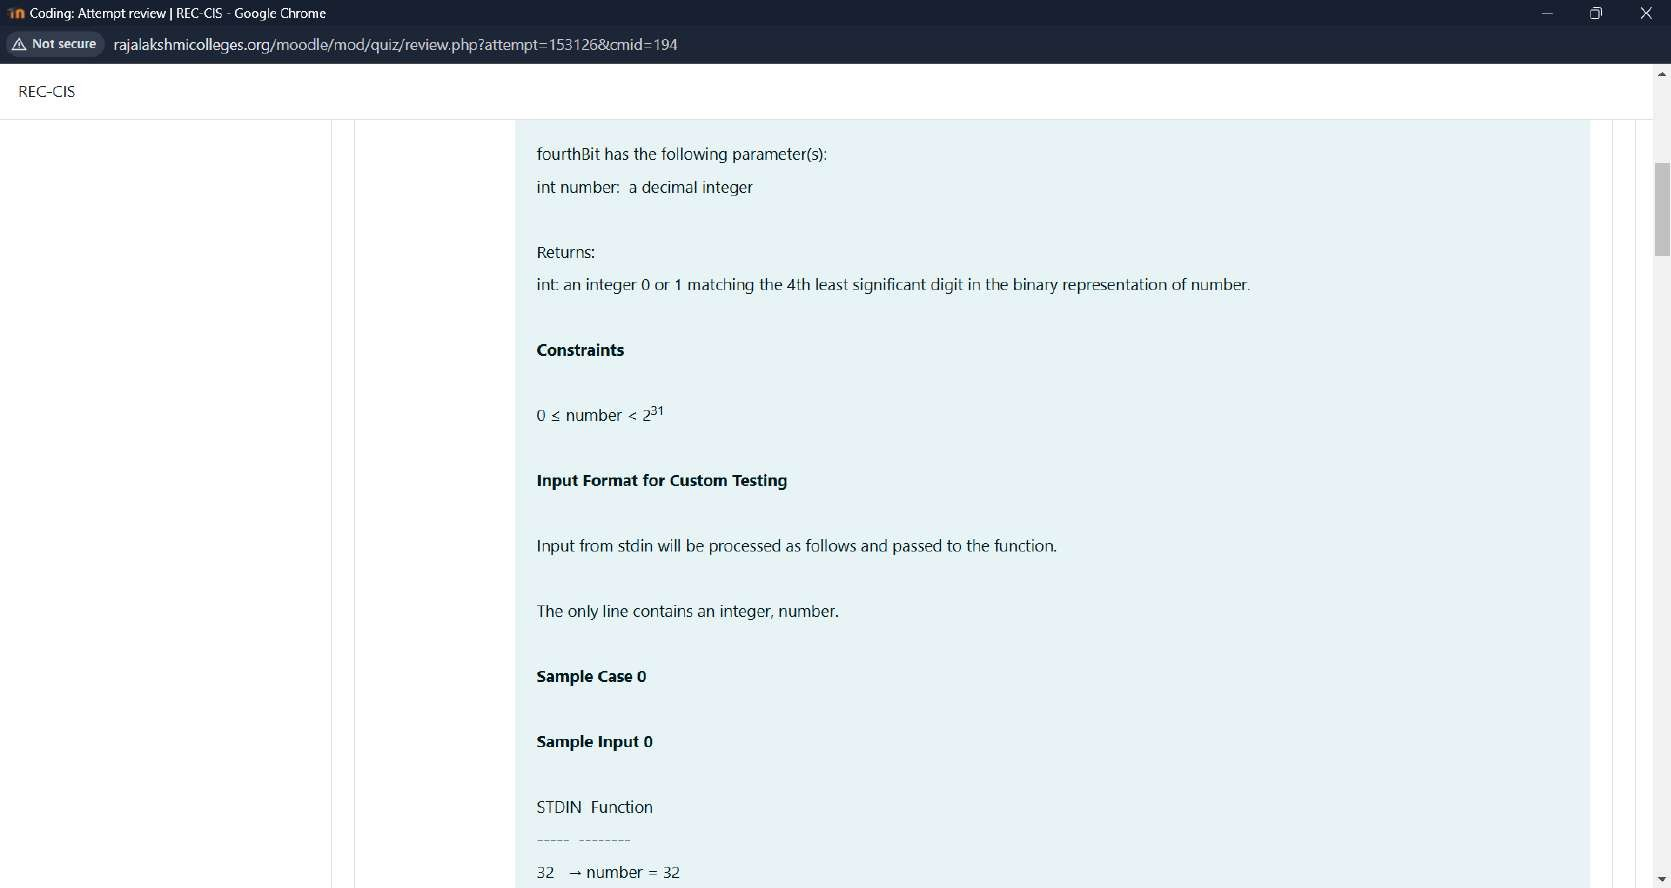 Coding: Attempt review | REC-CIS - Google Chrome
Not secure rajalakshmicolleges.org/moodle/mod/quiz/review.php?attempt=153126&cmid=194
REC-CIS
fourthBit has the following parameter(s):
int number: a decimal integer
Returns:
int: an integer 0 or 1 matching the 4th least significant digit in the binary representation of number.
Constraints
0 ≤ number < 2³¹
Input Format for Custom Testing
Input from stdin will be processed as follows and passed to the function.
The only line contains an integer, number.
Sample Case 0
Sample Input 0
STDIN Function
----- --------
32 → number = 32